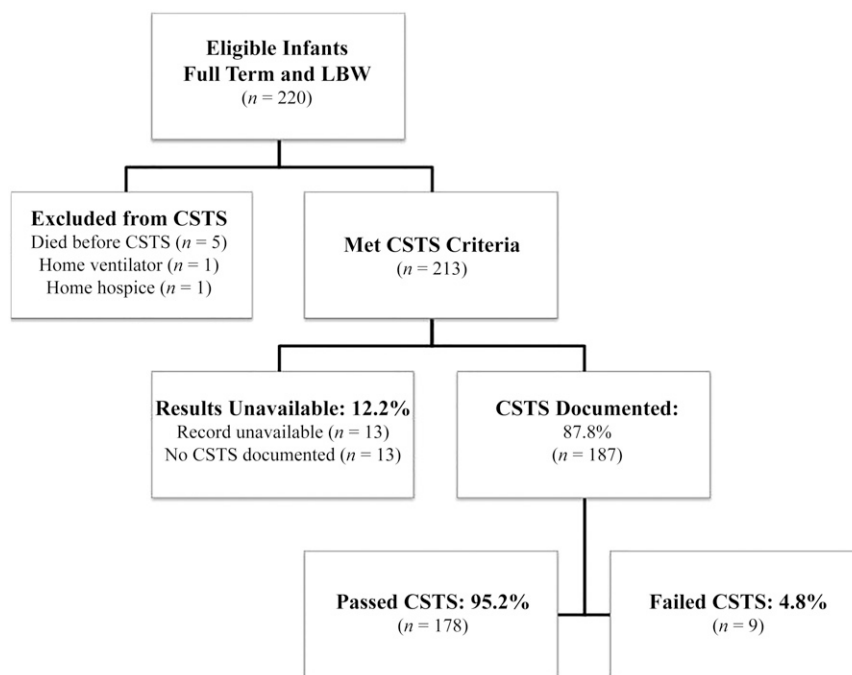 Eligible Infants
Full Term and LBW
(n = 220)
Excluded from CSTS
Died before CSTS (n = 5)
Home ventilator (n = 1)
Home hospice (n = 1)
Met CSTS Criteria
(n = 213)
Results Unavailable: 12.2%
Record unavailable (n = 13)
No CSTS documented (n = 13)
CSTS Documented:
87.8%
(n = 187)
Passed CSTS: 95.2%
(n = 178)
Failed CSTS: 4.8%
(n = 9)